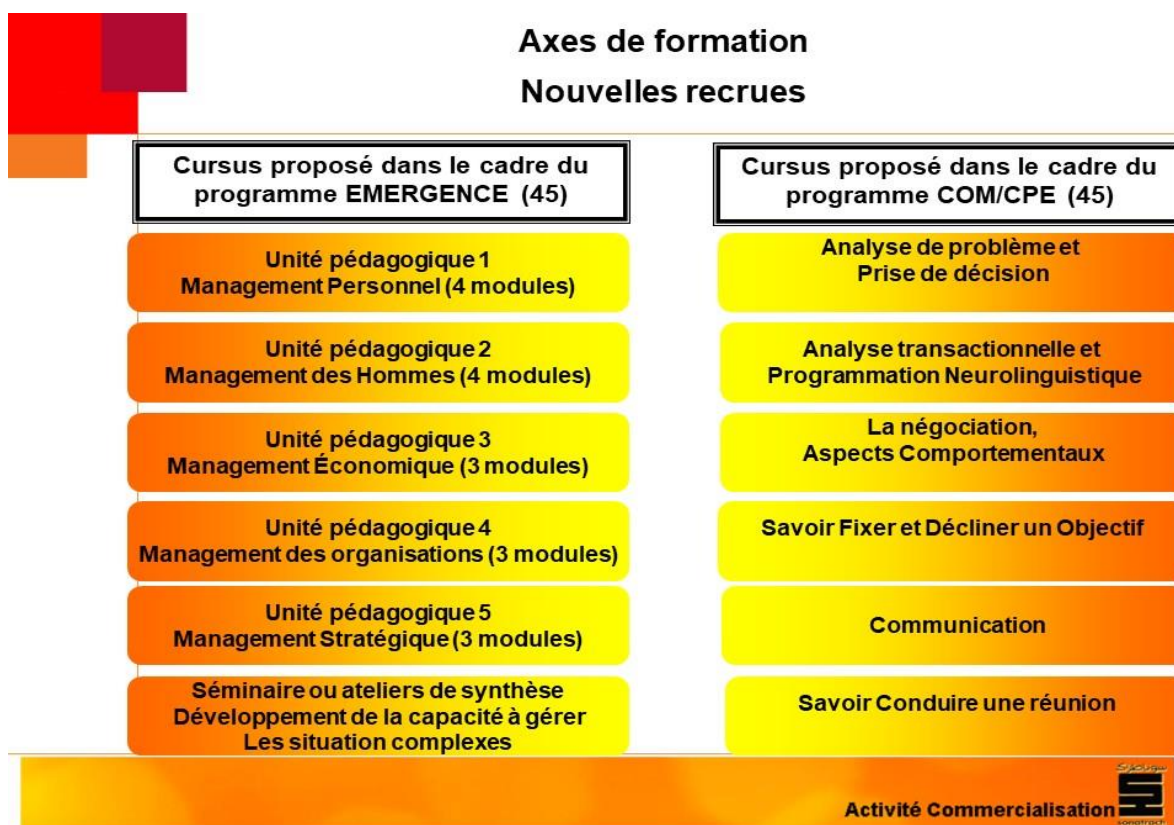 Axes de formation
Nouvelles recrues
Cursus proposé dans le cadre du
programme EMERGENCE (45)
Unité pédagogique 1
Management Personnel (4 modules)
Unité pédagogique 2
Management des Hommes (4 modules)
Unité pédagogique 3
Management Économique (3 modules)
Unité pédagogique 4
Management des organisations (3 modules)
Unité pédagogique 5
Management Stratégique (3 modules)
Séminaire ou ateliers de synthèse
Développement de la capacité à gérer
Les situation complexes
Cursus proposé dans le cadre du
programme COM/CPE (45)
Analyse de problème et
Prise de décision
Analyse transactionnelle et
Programmation Neurolinguistique
La négociation,
Aspects Comportementaux
Savoir Fixer et Décliner un Objectif
Communication
Savoir Conduire une réunion
Activité Commercialisation
sonatrach